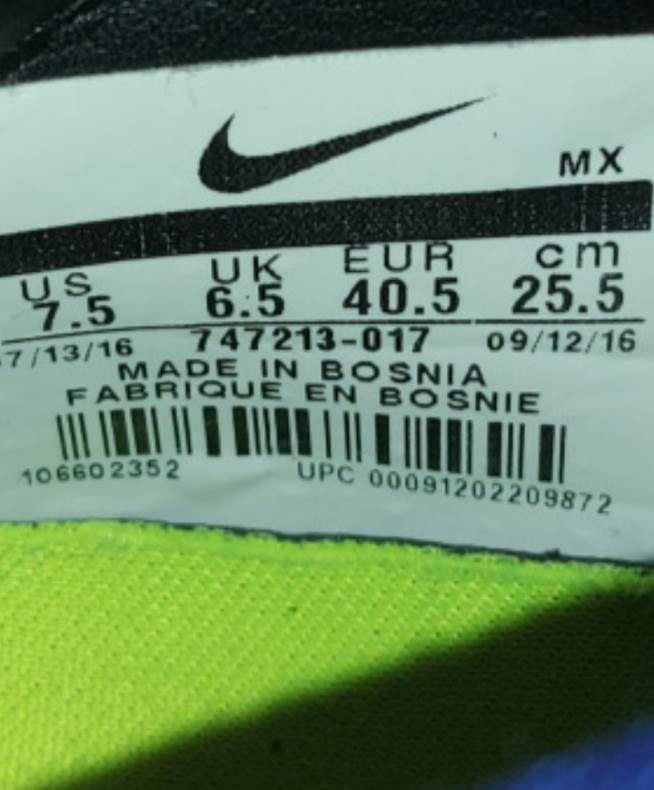 MX
US UK EUR cm
7.5 6.5 40.5 25.5
7/13/16 747213-017 09/12/16
MADE IN BOSNIA
FABRIQUE EN BOSNIE
106602352 UPC 00091202209872